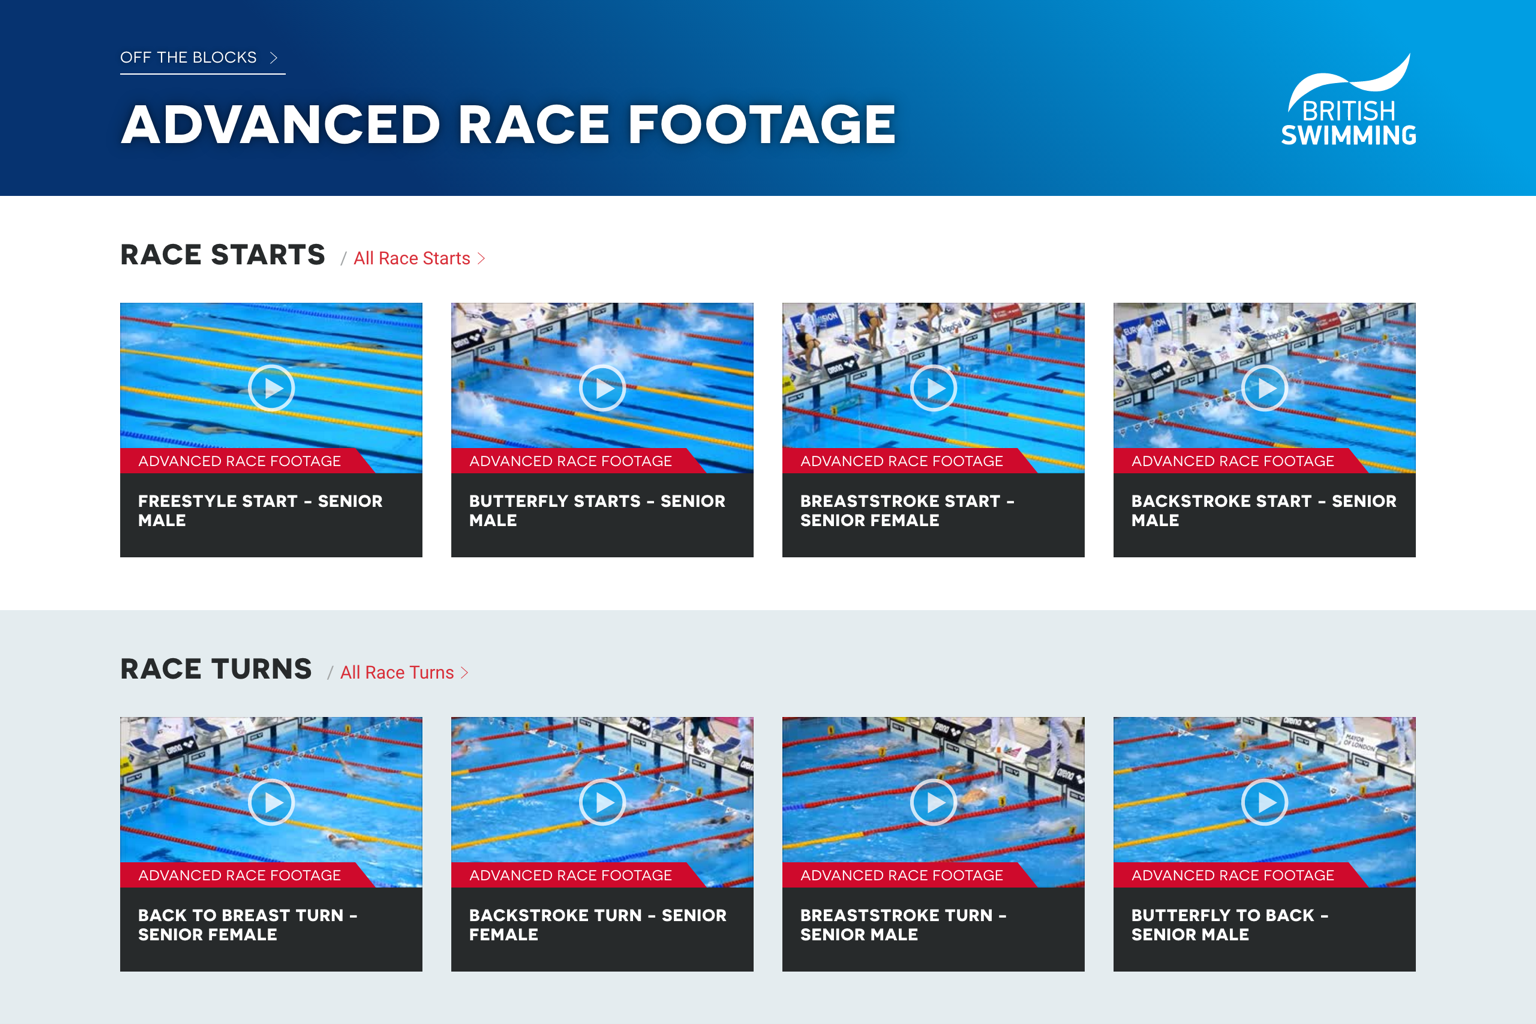 OFF THE BLOCKS
ADVANCED RACE FOOTAGE
BRITISH
SWIMMING
RACE STARTS / All Race Starts
ADVANCED RACE FOOTAGE
FREESTYLE START – SENIOR
MALE
ADVANCED RACE FOOTAGE
BUTTERFLY STARTS – SENIOR
MALE
ADVANCED RACE FOOTAGE
BREASTSTROKE START –
SENIOR FEMALE
ADVANCED RACE FOOTAGE
BACKSTROKE START – SENIOR
MALE
RACE TURNS / All Race Turns
ADVANCED RACE FOOTAGE
BACK TO BREAST TURN –
SENIOR FEMALE
ADVANCED RACE FOOTAGE
BACKSTROKE TURN – SENIOR
FEMALE
ADVANCED RACE FOOTAGE
BREASTSTROKE TURN –
SENIOR MALE
MAYOR
OF LONDON
ADVANCED RACE FOOTAGE
BUTTERFLY TO BACK –
SENIOR MALE